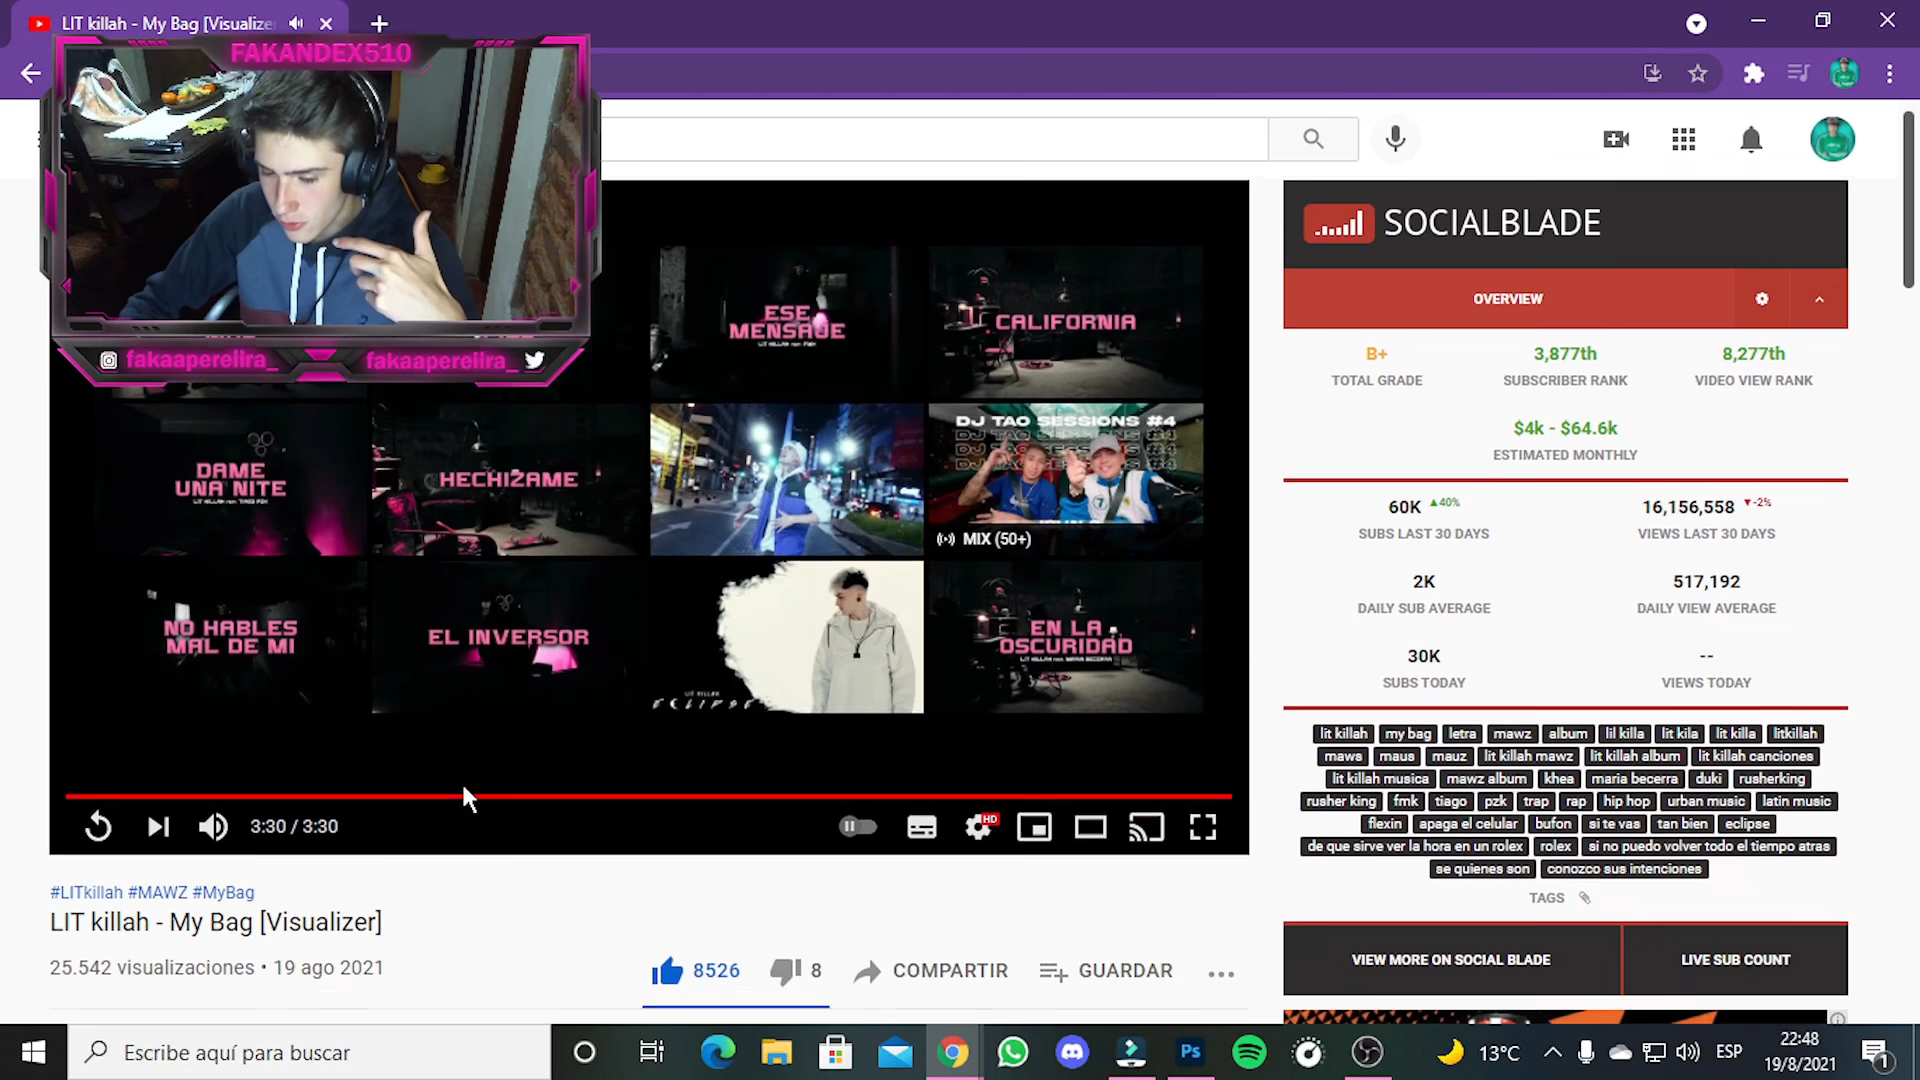 LIT killah - My Bag [Visualize
FAKANDEX510
fakaaperelira_
fakaaperelira_
ESE
MENSAJE
CALIFORNIA
DAME
UNA NITE
HECHIZAME
DJ TAO SESSIONS #4
MIX (50+)
NO HABLES
MAL DE MI
EL INVERSOR
LIT KILLAH
ECLIPSE
EN LA
OSCURIDAD
3:30 / 3:30
HD
#LITkillah #MAWZ #MyBag
LIT killah - My Bag [Visualizer]
25.542 visualizaciones • 19 ago 2021
8526
8
COMPARTIR
GUARDAR
SOCIALBLADE
OVERVIEW
B+ 3,877th 8,277th
TOTAL GRADE SUBSCRIBER RANK VIDEO VIEW RANK
$4k - $64.6k
ESTIMATED MONTHLY
60K ▲40% 16,156,558 ▼-2%
SUBS LAST 30 DAYS VIEWS LAST 30 DAYS
2K 517,192
DAILY SUB AVERAGE DAILY VIEW AVERAGE
30K --
SUBS TODAY VIEWS TODAY
lit killah my bag letra mawz album lil killa lit kila lit killa litkillah
maws maus mauz lit killah mawz lit killah album lit killah canciones
lit killah musica mawz album khea maria becerra duki rusherking
rusher king fmk tiago pzk trap rap hip hop urban music latin music
flexin apaga el celular bufon si te vas tan bien eclipse
de que sirve ver la hora en un rolex rolex si no puedo volver todo el tiempo atras
se quienes son conozco sus intenciones
TAGS
VIEW MORE ON SOCIAL BLADE LIVE SUB COUNT
Escribe aquí para buscar
Ps
13°C
ESP
22:48
19/8/2021
1